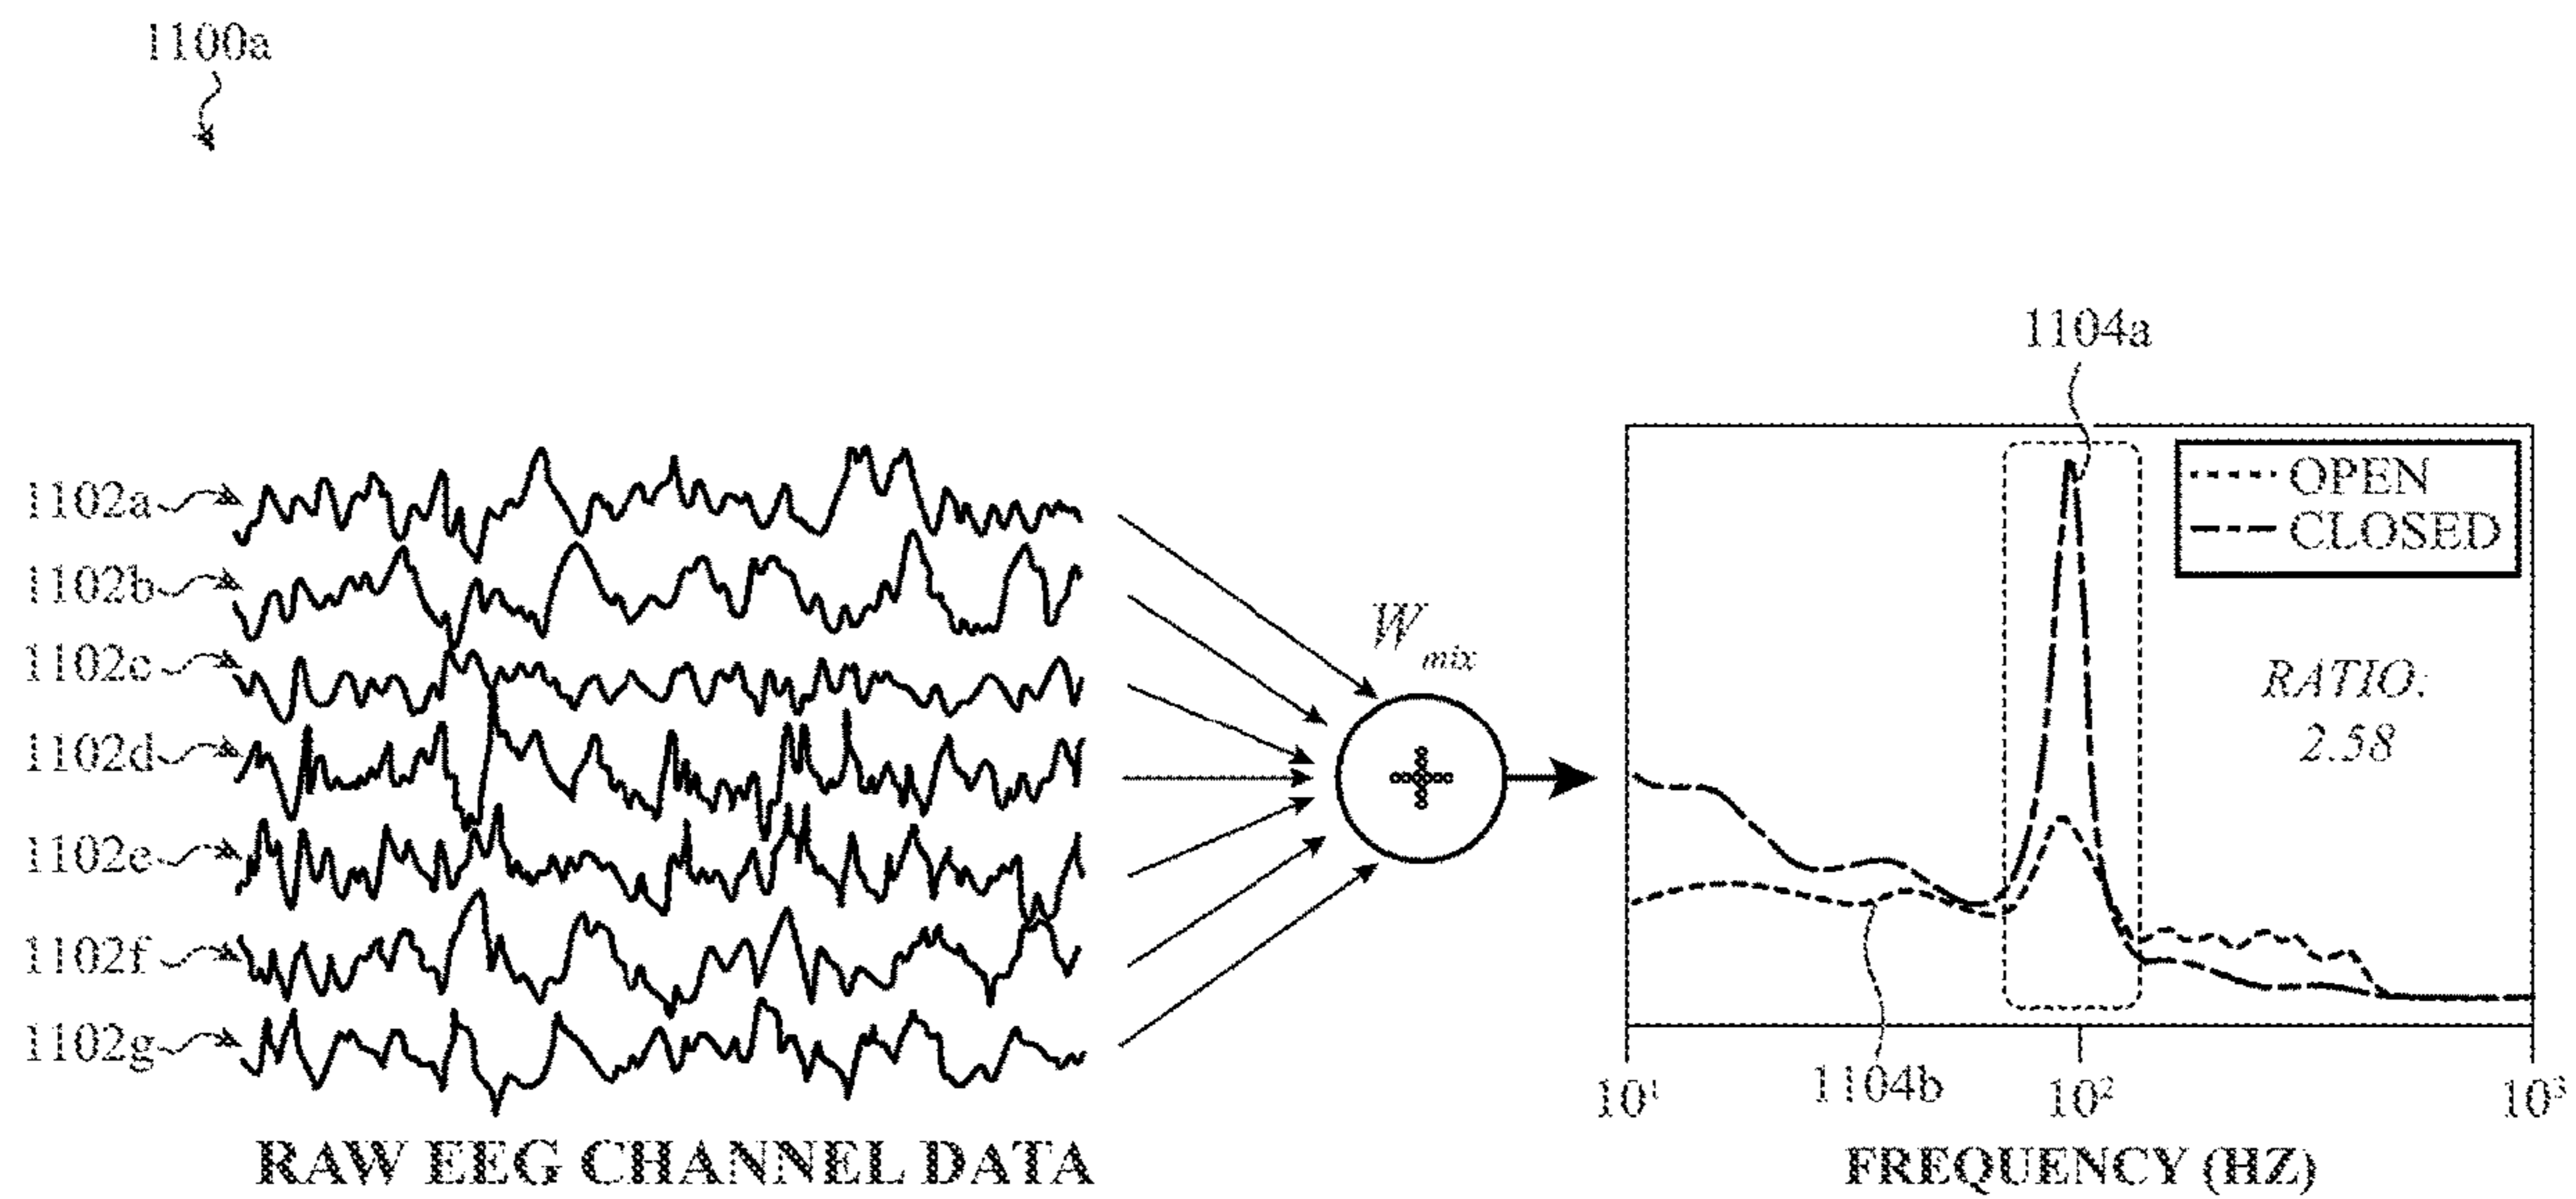 1100a
1104a
1102a
1102b
1102c
1102d
1102e
1102f
1102g
W mix
OPEN
CLOSED
RATIO:
2.58
1104b
10¹
10²
10³
RAW EEG CHANNEL DATA
FREQUENCY (HZ)